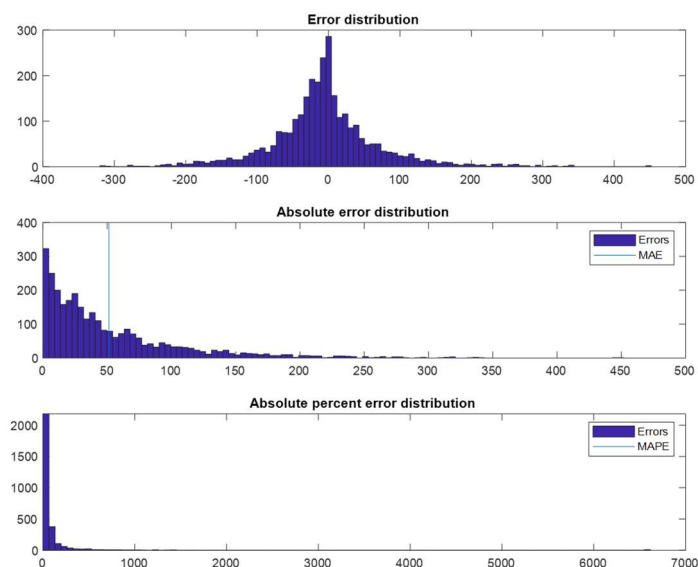 Error distribution
300
200
100
0
-400 -300 -200 -100 0 100 200 300 400 500
Absolute error distribution
400
300
200
100
0
Errors
MAE
0 50 100 150 200 250 300 350 400 450 500
Absolute percent error distribution
2000
1500
1000
500
0
Errors
MAPE
0 1000 2000 3000 4000 5000 6000 7000